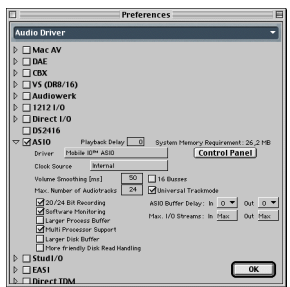 Preferences
Audio Driver
Mac AV
DAE
CBX
VS (DR8/16)
Audiowerk
1212 I/O
Direct I/O
DS2416
ASIO Playback Delay 0 System Memory Requirement: 26,2 MB
Driver Mobile IO™ ASIO Control Panel
Clock Source Internal
Volume Smoothing [ms] 50 16 Busses
Max. Number of Audiotracks 24 Universal Trackmode
20/24 Bit Recording ASIO Buffer Delay: In 0 Out 0
Software Monitoring
Larger Process Buffer Max. I/O Streams: In Max Out Max
Multi Processor Support
Larger Disk Buffer
More friendly Disk Read Handling
StudI/O
EASI OK
Direct TDM